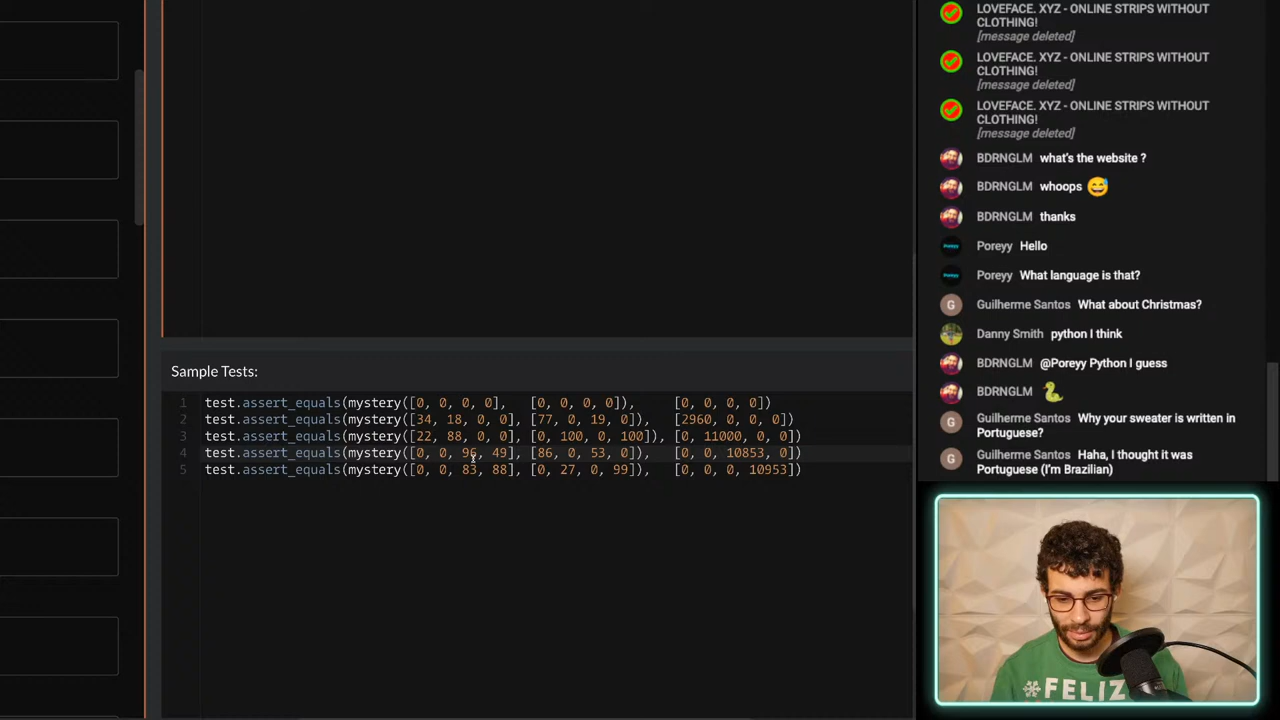 Sample Tests:
1 test.assert_equals(mystery([0, 0, 0, 0], [0, 0, 0, 0]), [0, 0, 0, 0])
2 test.assert_equals(mystery([34, 18, 0, 0], [77, 0, 19, 0]), [2960, 0, 0, 0])
3 test.assert_equals(mystery([22, 88, 0, 0], [0, 100, 0, 100]), [0, 11000, 0, 0])
4 test.assert_equals(mystery([0, 0, 96, 49], [86, 0, 53, 0]), [0, 0, 10853, 0])
5 test.assert_equals(mystery([0, 0, 83, 88], [0, 27, 0, 99]), [0, 0, 0, 10953])
LOVEFACE. XYZ - ONLINE STRIPS WITHOUT
CLOTHING!
[message deleted]
LOVEFACE. XYZ - ONLINE STRIPS WITHOUT
CLOTHING!
[message deleted]
LOVEFACE. XYZ - ONLINE STRIPS WITHOUT
CLOTHING!
[message deleted]
BDRNGLM what's the website ?
BDRNGLM whoops 😅
BDRNGLM thanks
Poreyy Poreyy Hello
Poreyy Poreyy What language is that?
G Guilherme Santos What about Christmas?
Danny Smith python I think
BDRNGLM @Poreyy Python I guess
BDRNGLM 🐍
G Guilherme Santos Why your sweater is written in
Portuguese?
G Guilherme Santos Haha, I thought it was
Portuguese (I'm Brazilian)
FELIZ